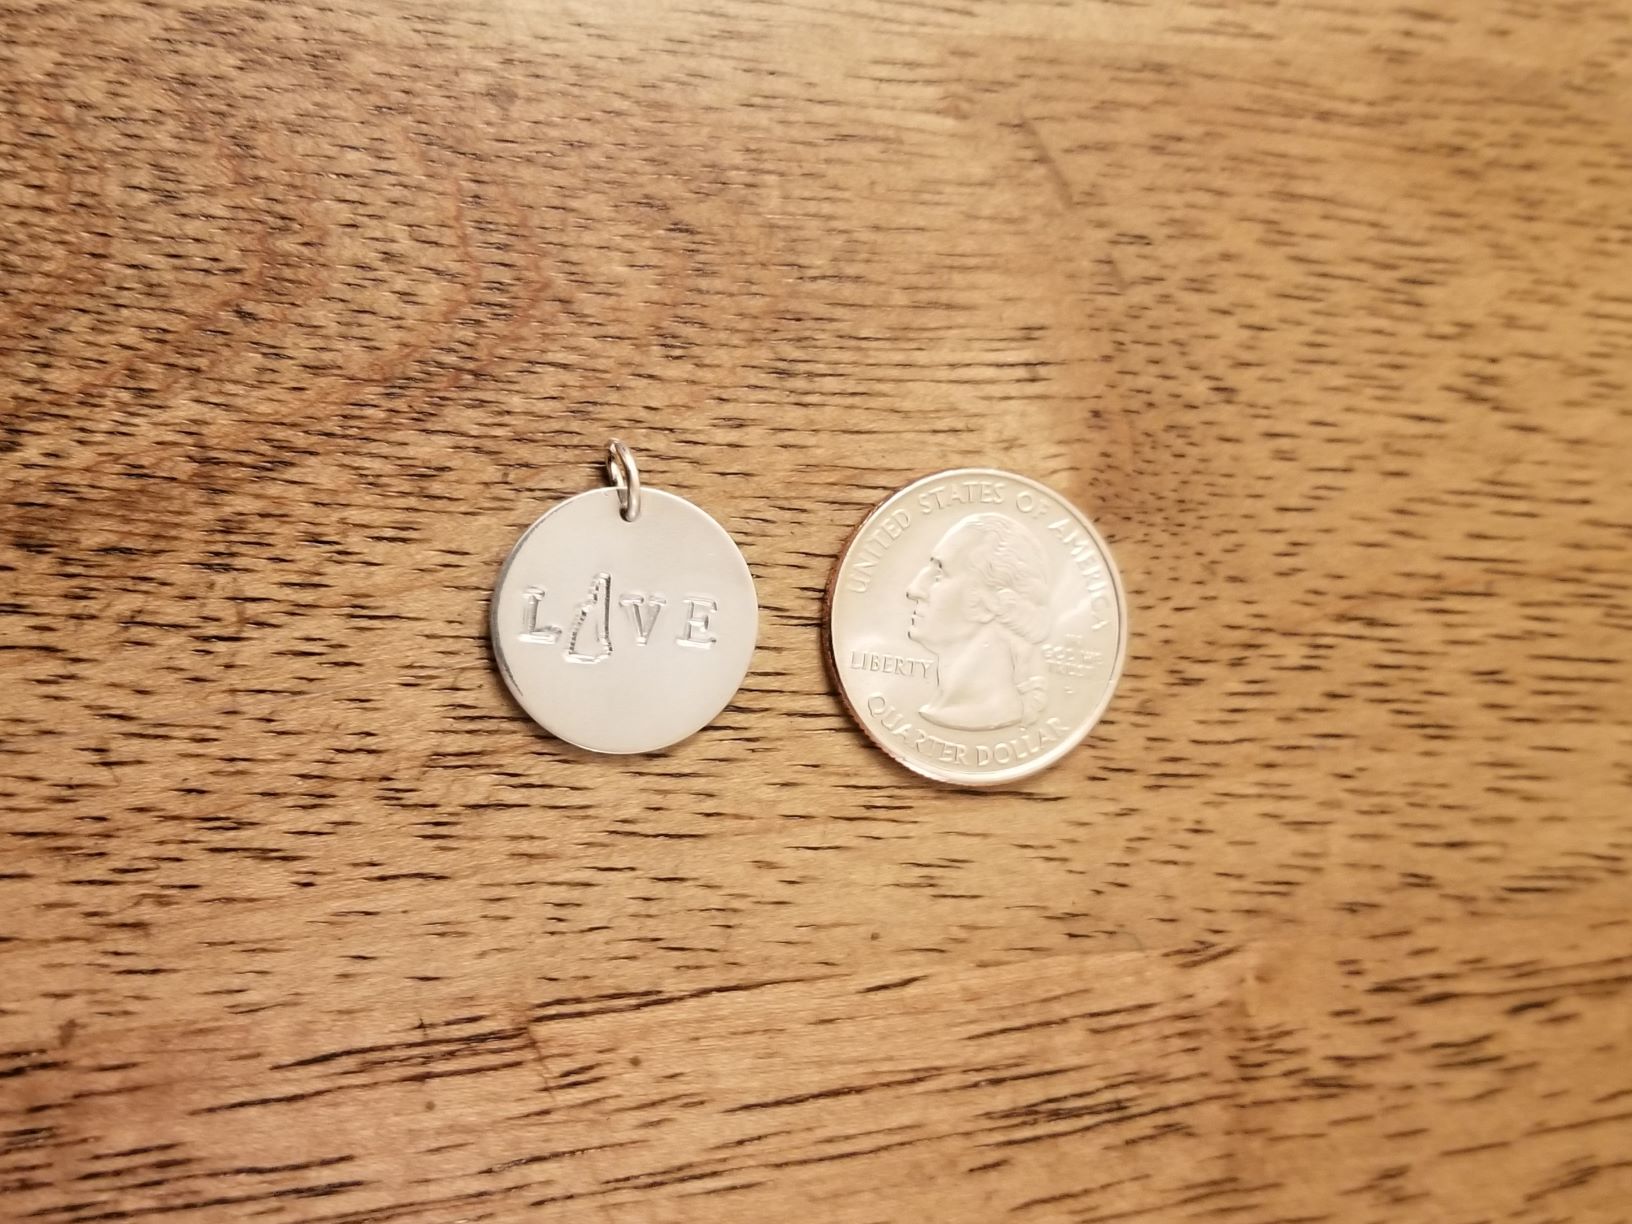 L VE
UNITED STATES OF AMERICA
LIBERTY
QUARTER DOLLAR